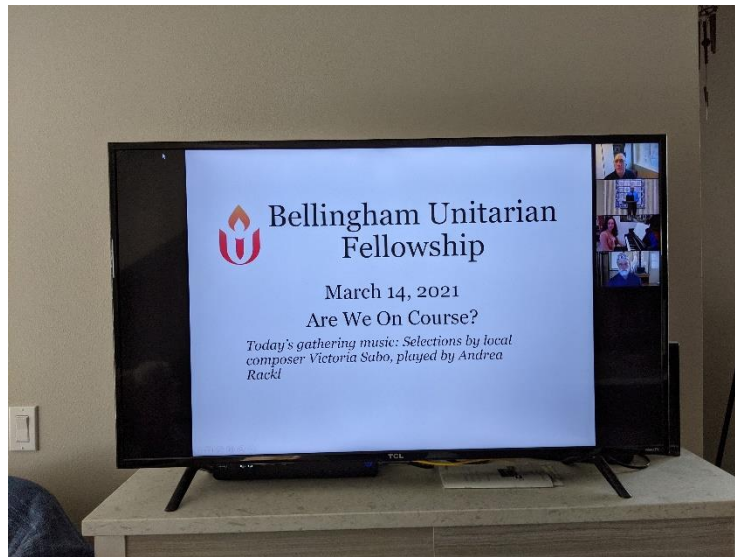 Bellingham Unitarian
Fellowship
March 14, 2021
Are We On Course?
Today's gathering music: Selections by local
composer Victoria Sabo, played by Andrea
Rackl
TCL